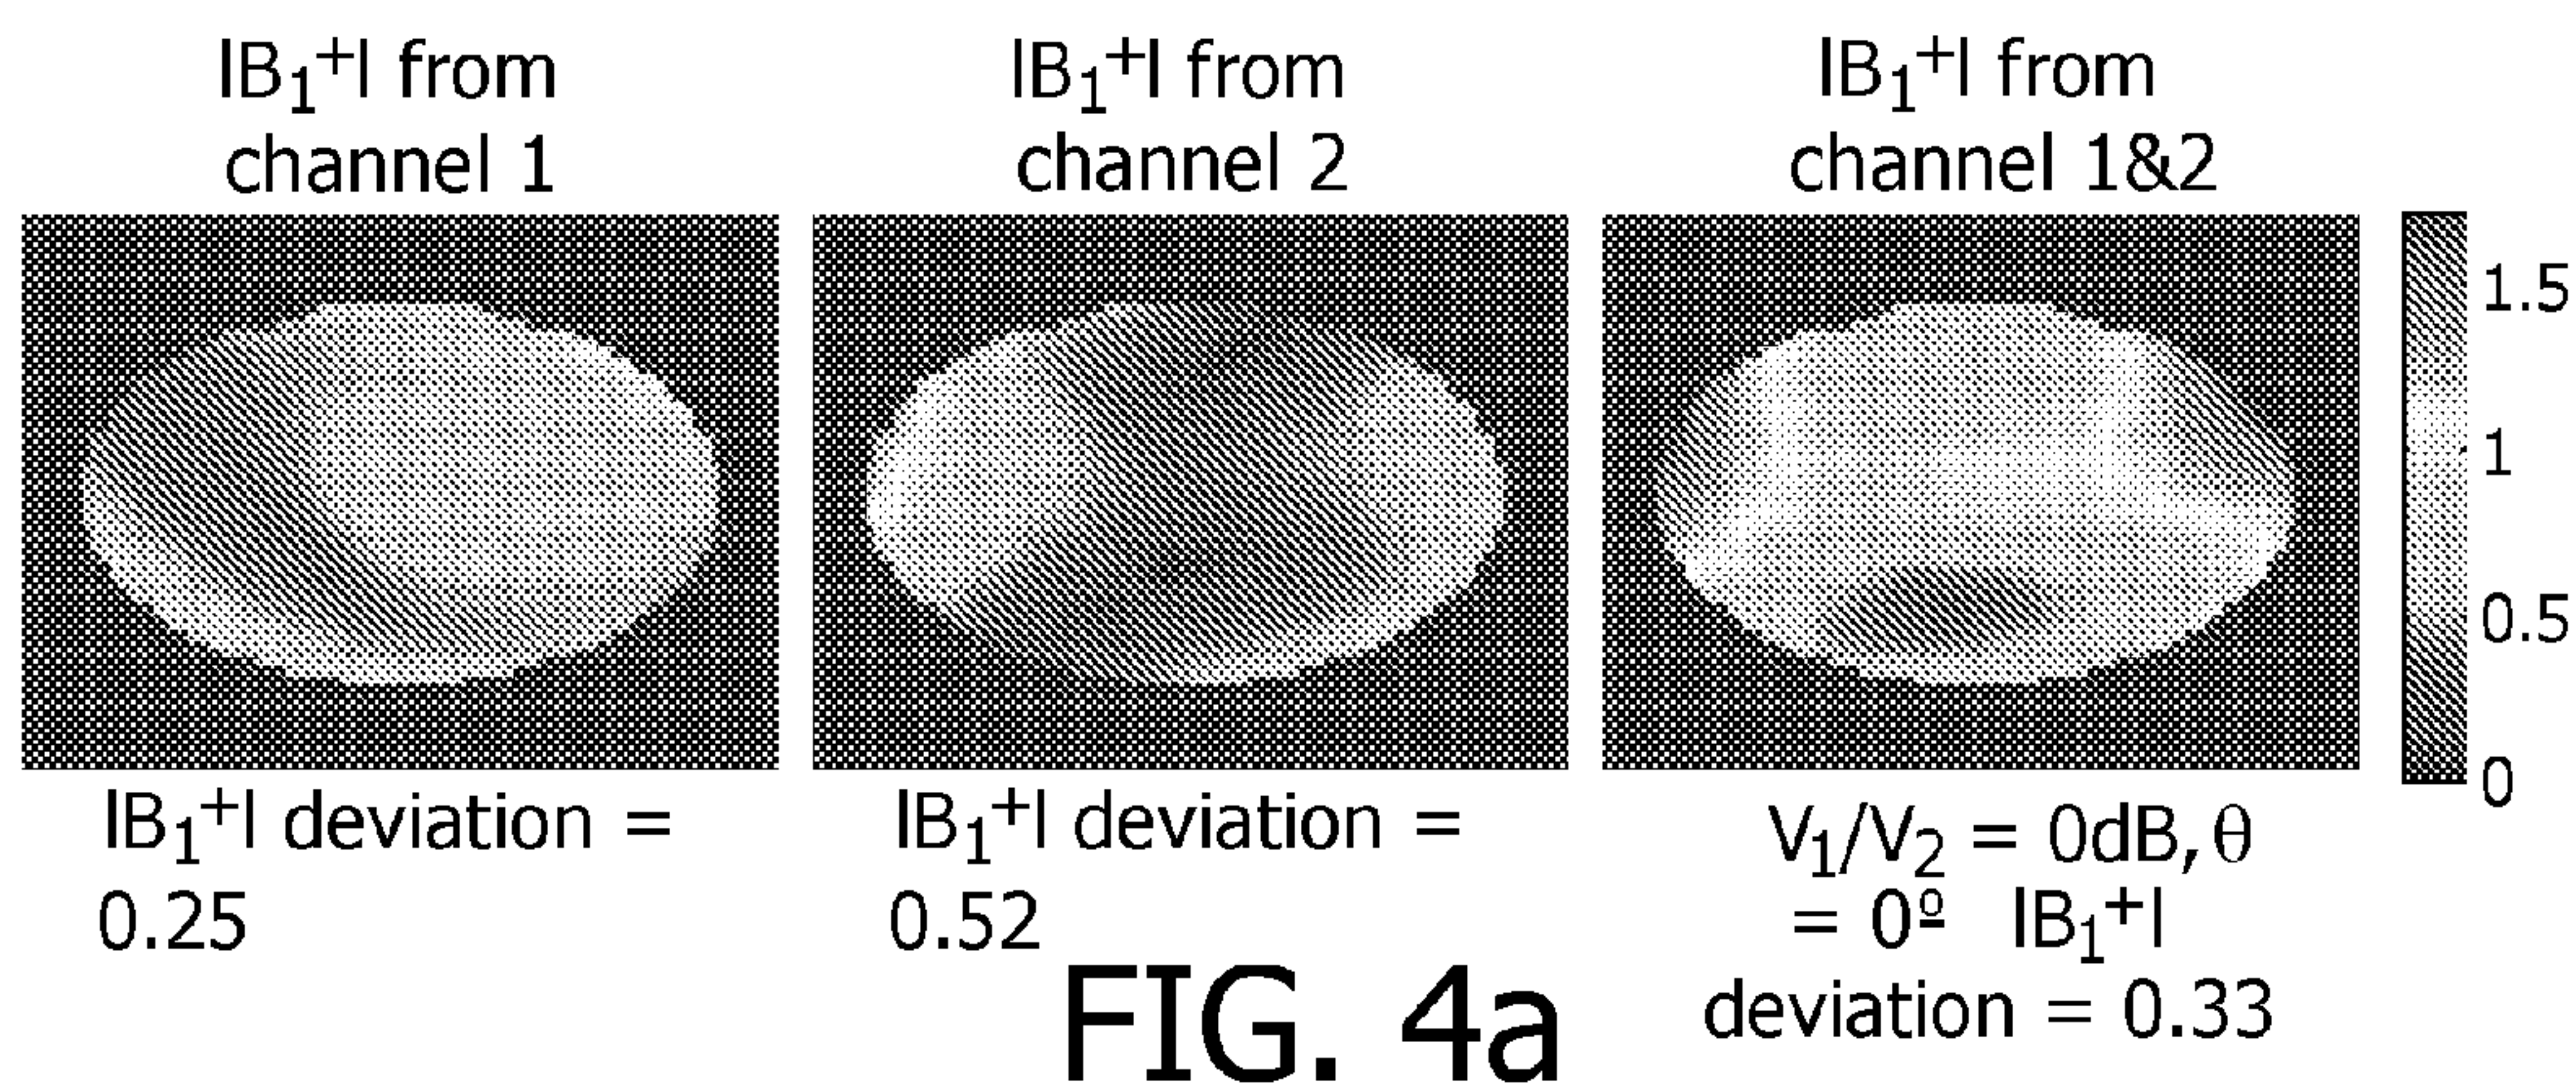 |B₁⁺| from
channel 1
|B₁⁺| from
channel 2
|B₁⁺| from
channel 1&2
1.5
1
0.5
0
|B₁⁺| deviation =
0.25
|B₁⁺| deviation =
0.52
V₁/V₂ = 0dB, θ
= 0º |B₁⁺|
deviation = 0.33
FIG. 4a